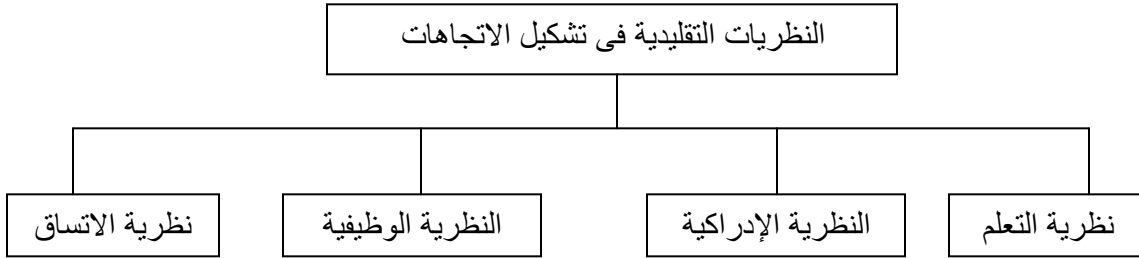 النظريات التقليدية فى تشكيل الاتجاهات
نظرية التعلم
النظرية الإدراكية
النظرية الوظيفية
نظرية الاتساق